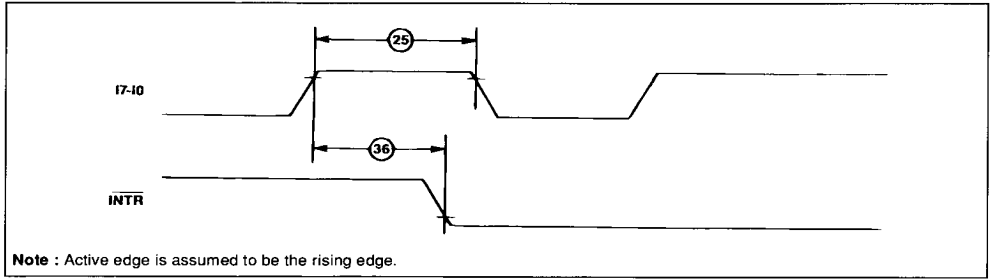 25
I7-I0
36
INTR
Note : Active edge is assumed to be the rising edge.